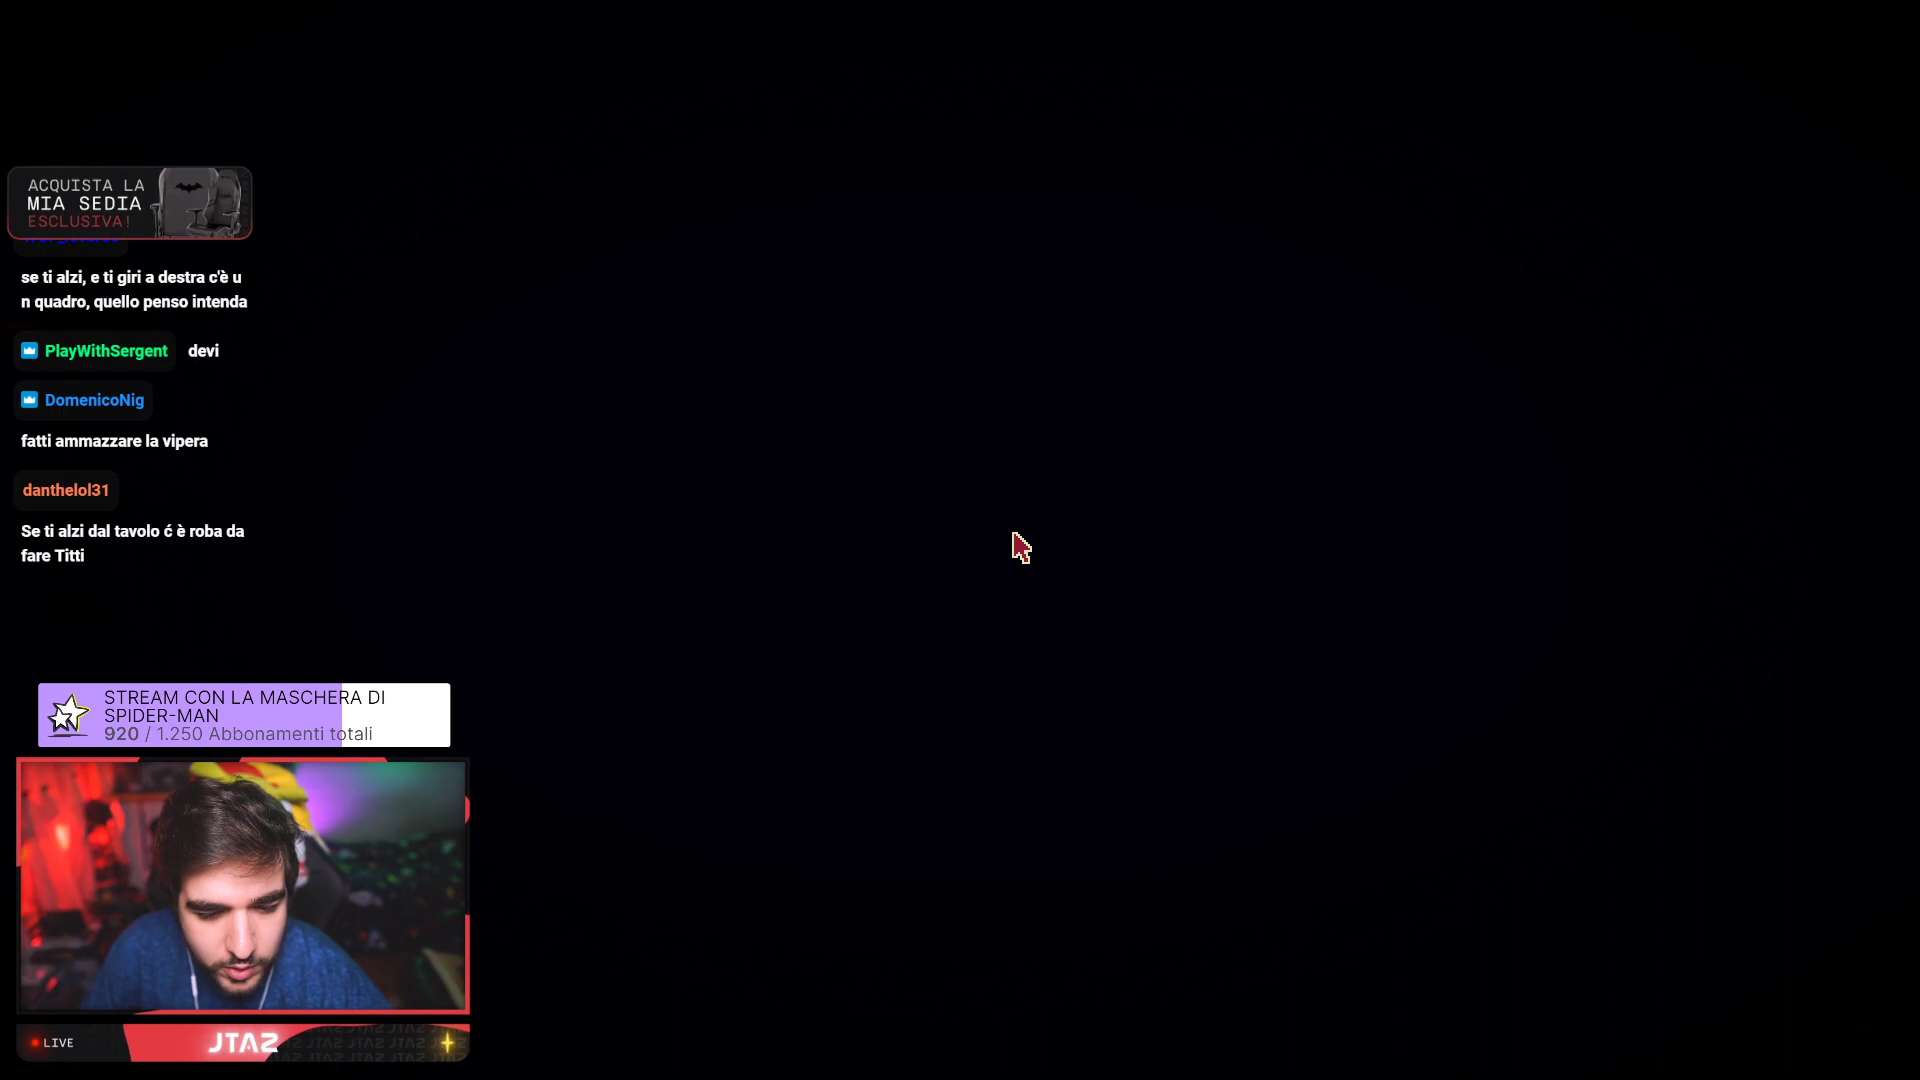 ACQUISTA LA
MIA SEDIA
ESCLUSIVA!
se ti alzi, e ti giri a destra c'è u
n quadro, quello penso intenda
PlayWithSergent devi
DomenicoNig
fatti ammazzare la vipera
danthelol31
Se ti alzi dal tavolo ć è roba da
fare Titti
STREAM CON LA MASCHERA DI
SPIDER-MAN
920 / 1.250 Abbonamenti totali
LIVE
JTAZ